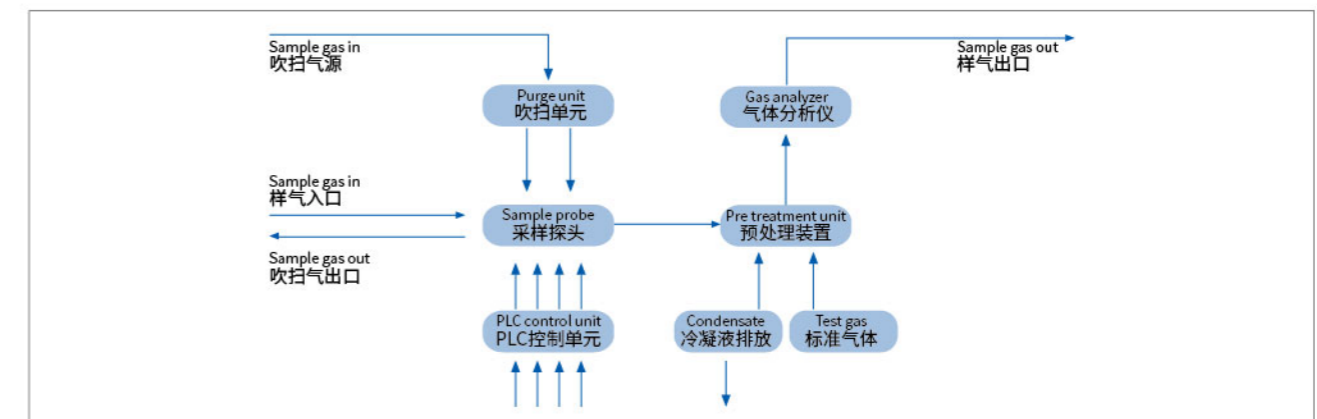 Sample gas in
吹扫气源
Sample gas out
样气出口
Purge unit
吹扫单元
Gas analyzer
气体分析仪
Sample gas in
样气入口
Sample probe
采样探头
Pre treatment unit
预处理装置
Sample gas out
吹扫气出口
PLC control unit
PLC控制单元
Condensate
冷凝液排放
Test gas
标准气体